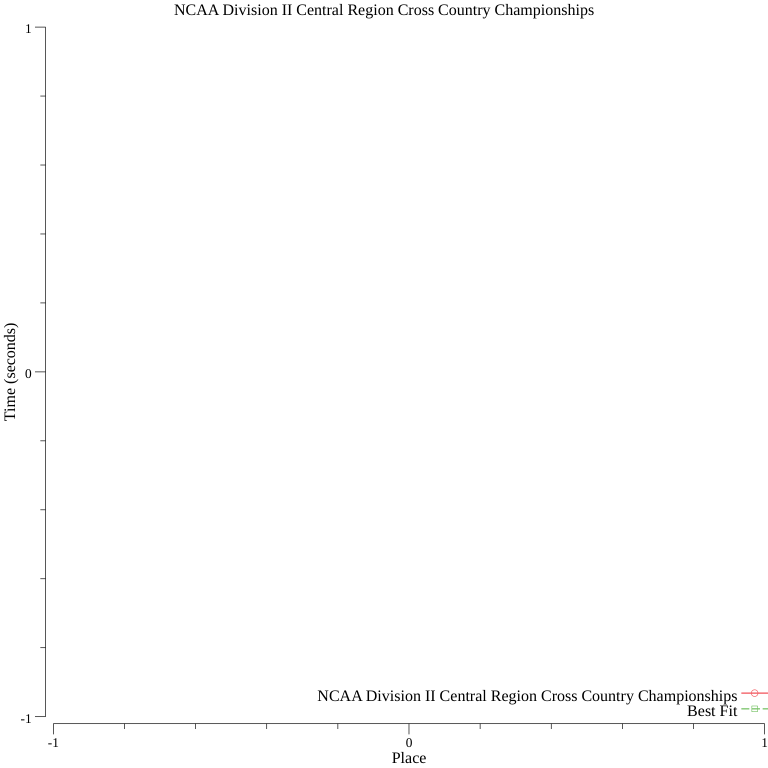 NCAA Division II Central Region Cross Country Championships
1
Time (seconds)
0
NCAA Division II Central Region Cross Country Championships
Best Fit
-1
-1 0 1
Place